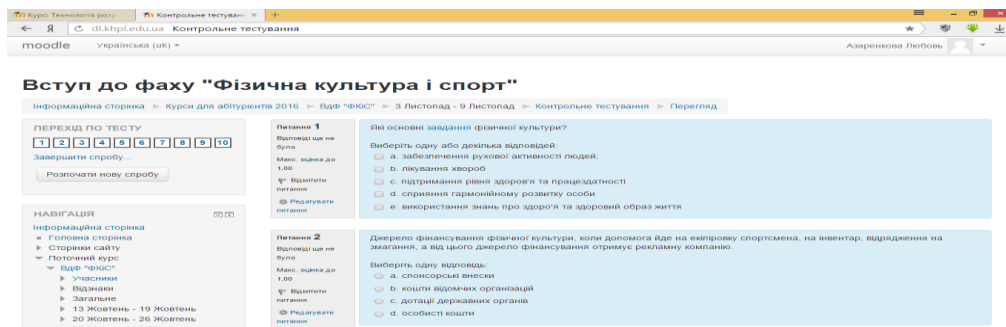 Курс: Технологія розр
Контрольне тестуван
dl.khpi.edu.ua Контрольне тестування
moodle Українська (uk)
Азаренкова Любовь
Вступ до фаху "Фізична культура і спорт"
Інформаційна сторінка ► Курси для абітурієнтів 2016 ► ВДФ "ФКіС" ► 3 Листопад - 9 Листопад ► Контрольне тестування ► Перегляд
ПЕРЕХІД ПО ТЕСТУ
1 2 3 4 5 6 7 8 9 10
Завершити спробу...
Розпочати нову спробу
НАВІГАЦІЯ
Інформаційна сторінка
Головна сторінка
Сторінки сайту
Поточний курс
ВДФ "ФКіС"
Учасники
Відзнаки
Загальне
13 Жовтень - 19 Жовтень
20 Жовтень - 26 Жовтень
Питання 1
Відповіді ще не
було
Макс. оцінка до
1,00
Відмітити
питання
Редагувати
питання
Які основні завдання фізичної культури?
Виберіть одну або декілька відповідей:
a. забезпечення рухової активності людей;
b. лікування хвороб
c. підтримання рівня здоров'я та працездатності
d. сприяння гармонійному розвитку особи
e. використання знань про здоро'я та здоровий образ життя
Питання 2
Відповіді ще не
було
Макс. оцінка до
1,00
Відмітити
питання
Редагувати
питання
Джерело фінансування фізичної культури, коли допомога йде на екіпіровку спортсмена, на інвентар, відрядження на
змагання, а від цього джерело фінансування отримує рекламну компанію.
Виберіть одну відповідь:
a. спонсорські внески
b. кошти відомчих організацій
c. дотації державних органів
d. особисті кошти